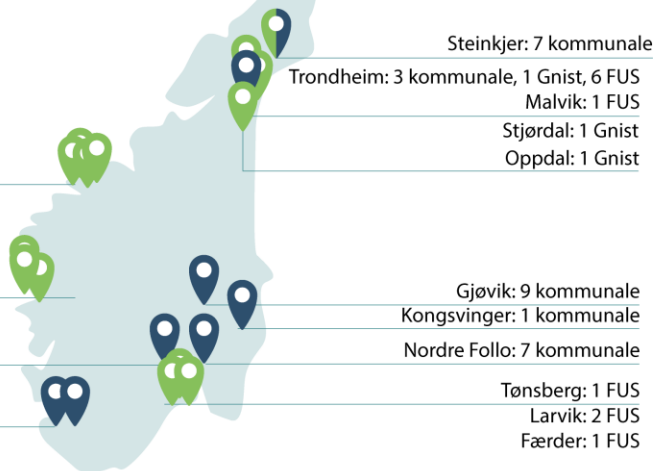 Steinkjer: 7 kommunale
Trondheim: 3 kommunale, 1 Gnist, 6 FUS
Malvik: 1 FUS
Stjørdal: 1 Gnist
Oppdal: 1 Gnist
Gjøvik: 9 kommunale
Kongsvinger: 1 kommunale
Nordre Follo: 7 kommunale
Tønsberg: 1 FUS
Larvik: 2 FUS
Færder: 1 FUS